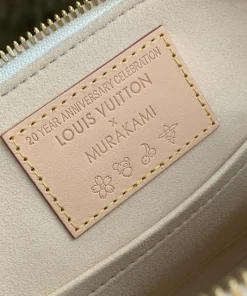 20 YEAR ANNIVERSARY CELEBRATION
LOUIS VUITTON
×
MURAKAMI